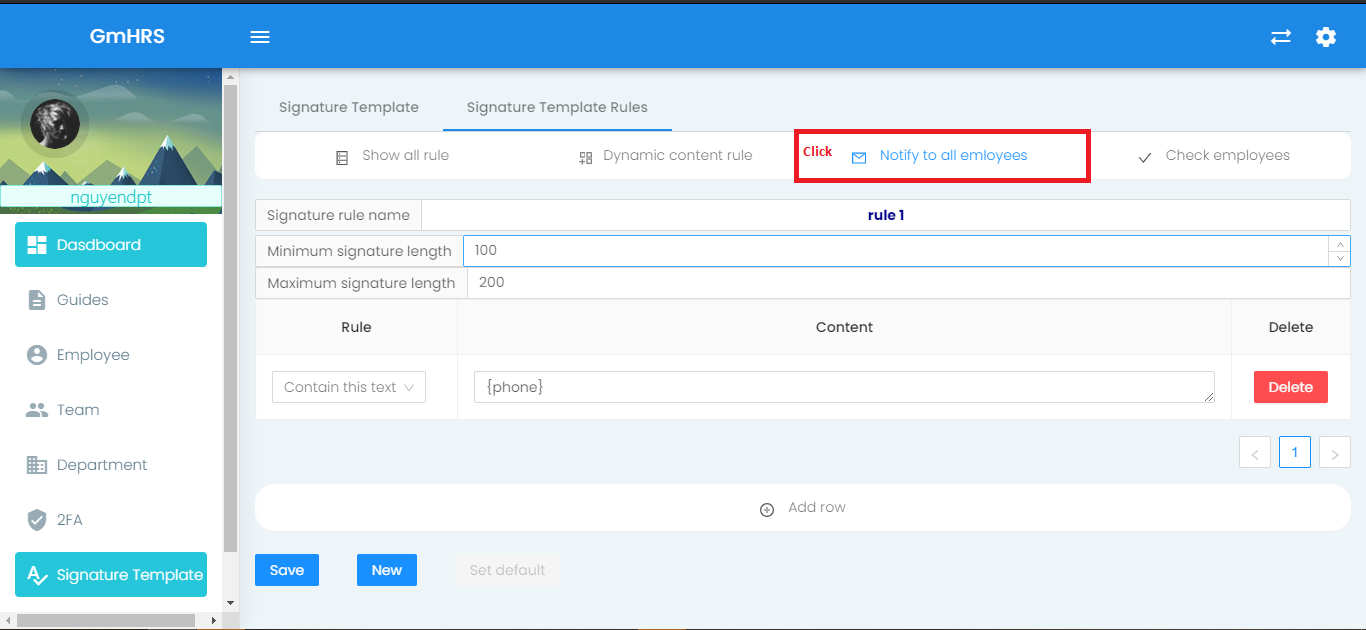 GmHRS
nguyendpt
Dasdboard
Guides
Employee
Team
Department
2FA
Signature Template
Signature Template
Signature Template Rules
Show all rule
Dynamic content rule
Click
Notify to all emloyees
Check employees
Signature rule name
rule 1
Minimum signature length
100
Maximum signature length
200
Rule
Content
Delete
Contain this text
{phone}
Delete
<
1
>
Add row
Save
New
Set default